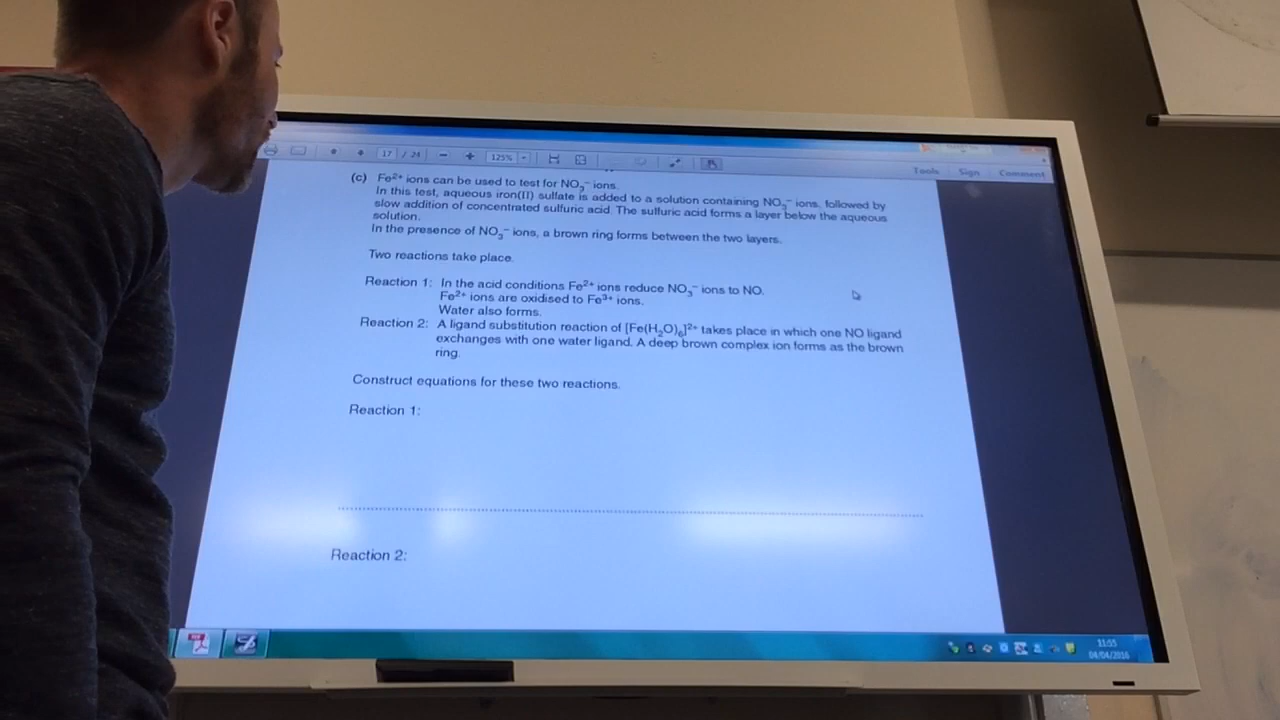 17 / 24
125%
Tools Sign Comment
(c) Fe²⁺ ions can be used to test for NO₃⁻ ions.
In this test, aqueous iron(II) sulfate is added to a solution containing NO₃⁻ ions, followed by
slow addition of concentrated sulfuric acid. The sulfuric acid forms a layer below the aqueous
solution.
In the presence of NO₃⁻ ions, a brown ring forms between the two layers.
Two reactions take place.
Reaction 1: In the acid conditions Fe²⁺ ions reduce NO₃⁻ ions to NO.
Fe²⁺ ions are oxidised to Fe³⁺ ions.
Water also forms.
Reaction 2: A ligand substitution reaction of [Fe(H₂O)₆]²⁺ takes place in which one NO ligand
exchanges with one water ligand. A deep brown complex ion forms as the brown
ring.
Construct equations for these two reactions.
Reaction 1:
Reaction 2:
11:55
04/04/2016